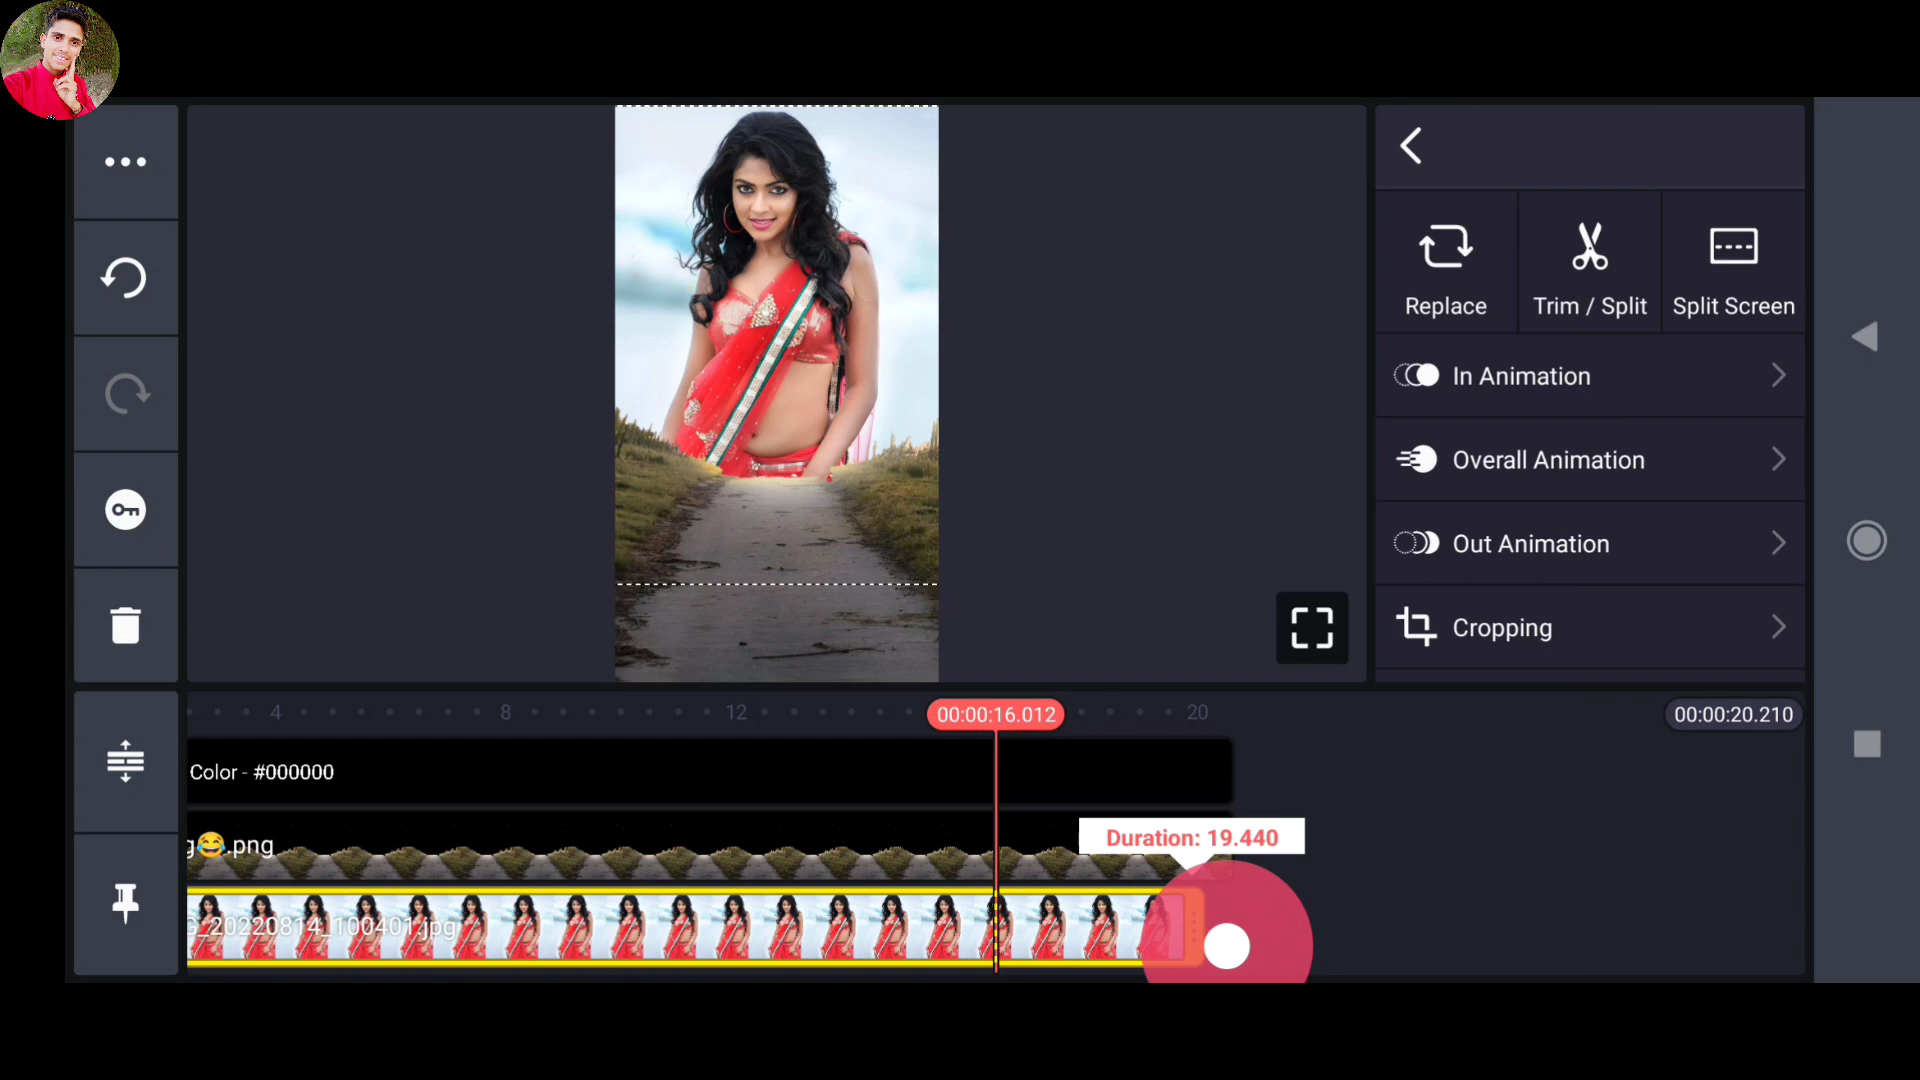 Replace
Trim / Split
Split Screen
In Animation
Overall Animation
Out Animation
Cropping
4
8
12
00:00:16.012
20
00:00:20.210
Color - #000000
g😂.png
Duration: 19.440
G_20220814_100401.jpg